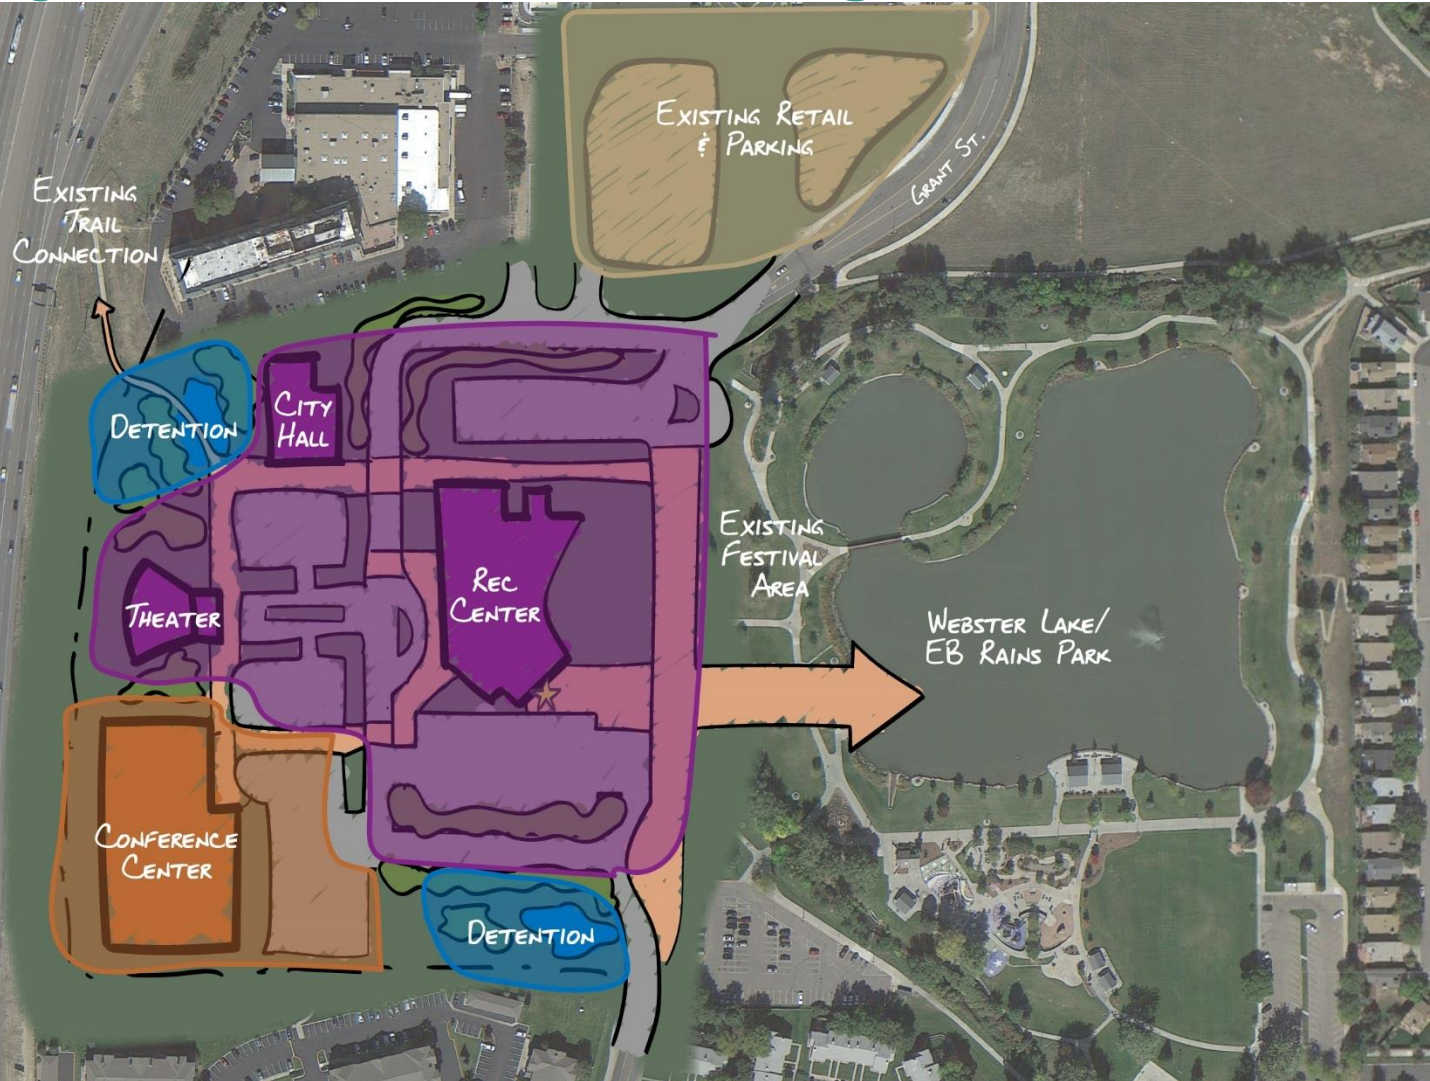 EXISTING RETAIL
& PARKING
GRANT ST.
EXISTING
TRAIL
CONNECTION
DETENTION
CITY
HALL
EXISTING
FESTIVAL
AREA
REC
CENTER
THEATER
WEBSTER LAKE/
EB RAINS PARK
CONFERENCE
CENTER
DETENTION